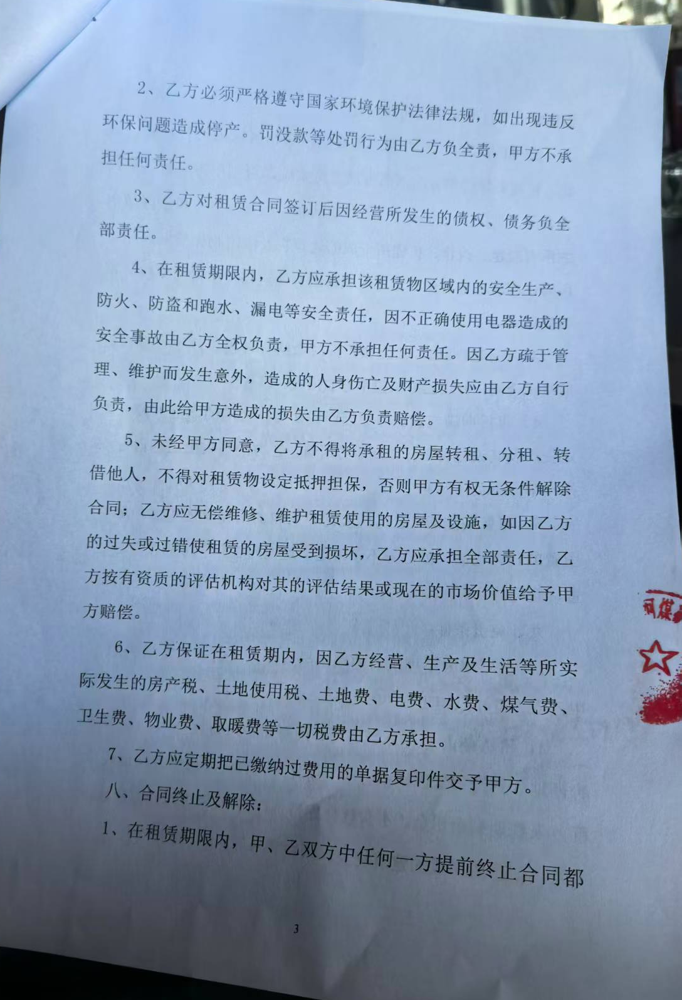 2、乙方必须严格遵守国家环境保护法律法规，如出现违反
环保问题造成停产。罚没款等处罚行为由乙方负全责，甲方不承
担任何责任。
3、乙方对租赁合同签订后因经营所发生的债权、债务负全
部责任。
4、在租赁期限内，乙方应承担该租赁物区域内的安全生产、
防火、防盗和跑水、漏电等安全责任，因不正确使用电器造成的
安全事故由乙方全权负责，甲方不承担任何责任。因乙方疏于管
理、维护而发生意外，造成的人身伤亡及财产损失应由乙方自行
负责，由此给甲方造成的损失由乙方负责赔偿。
5、未经甲方同意，乙方不得将承租的房屋转租、分租、转
借他人，不得对租赁物设定抵押担保，否则甲方有权无条件解除
合同；乙方应无偿维修、维护租赁使用的房屋及设施，如因乙方
的过失或过错使租赁的房屋受到损坏，乙方应承担全部责任，乙
方按有资质的评估机构对其的评估结果或现在的市场价值给予甲
方赔偿。
6、乙方保证在租赁期内，因乙方经营、生产及生活等所实
际发生的房产税、土地使用税、土地费、电费、水费、煤气费、
卫生费、物业费、取暖费等一切税费由乙方承担。
7、乙方应定期把已缴纳过费用的单据复印件交予甲方。
八、合同终止及解除：
1、在租赁期限内，甲、乙双方中任何一方提前终止合同都
3
煤